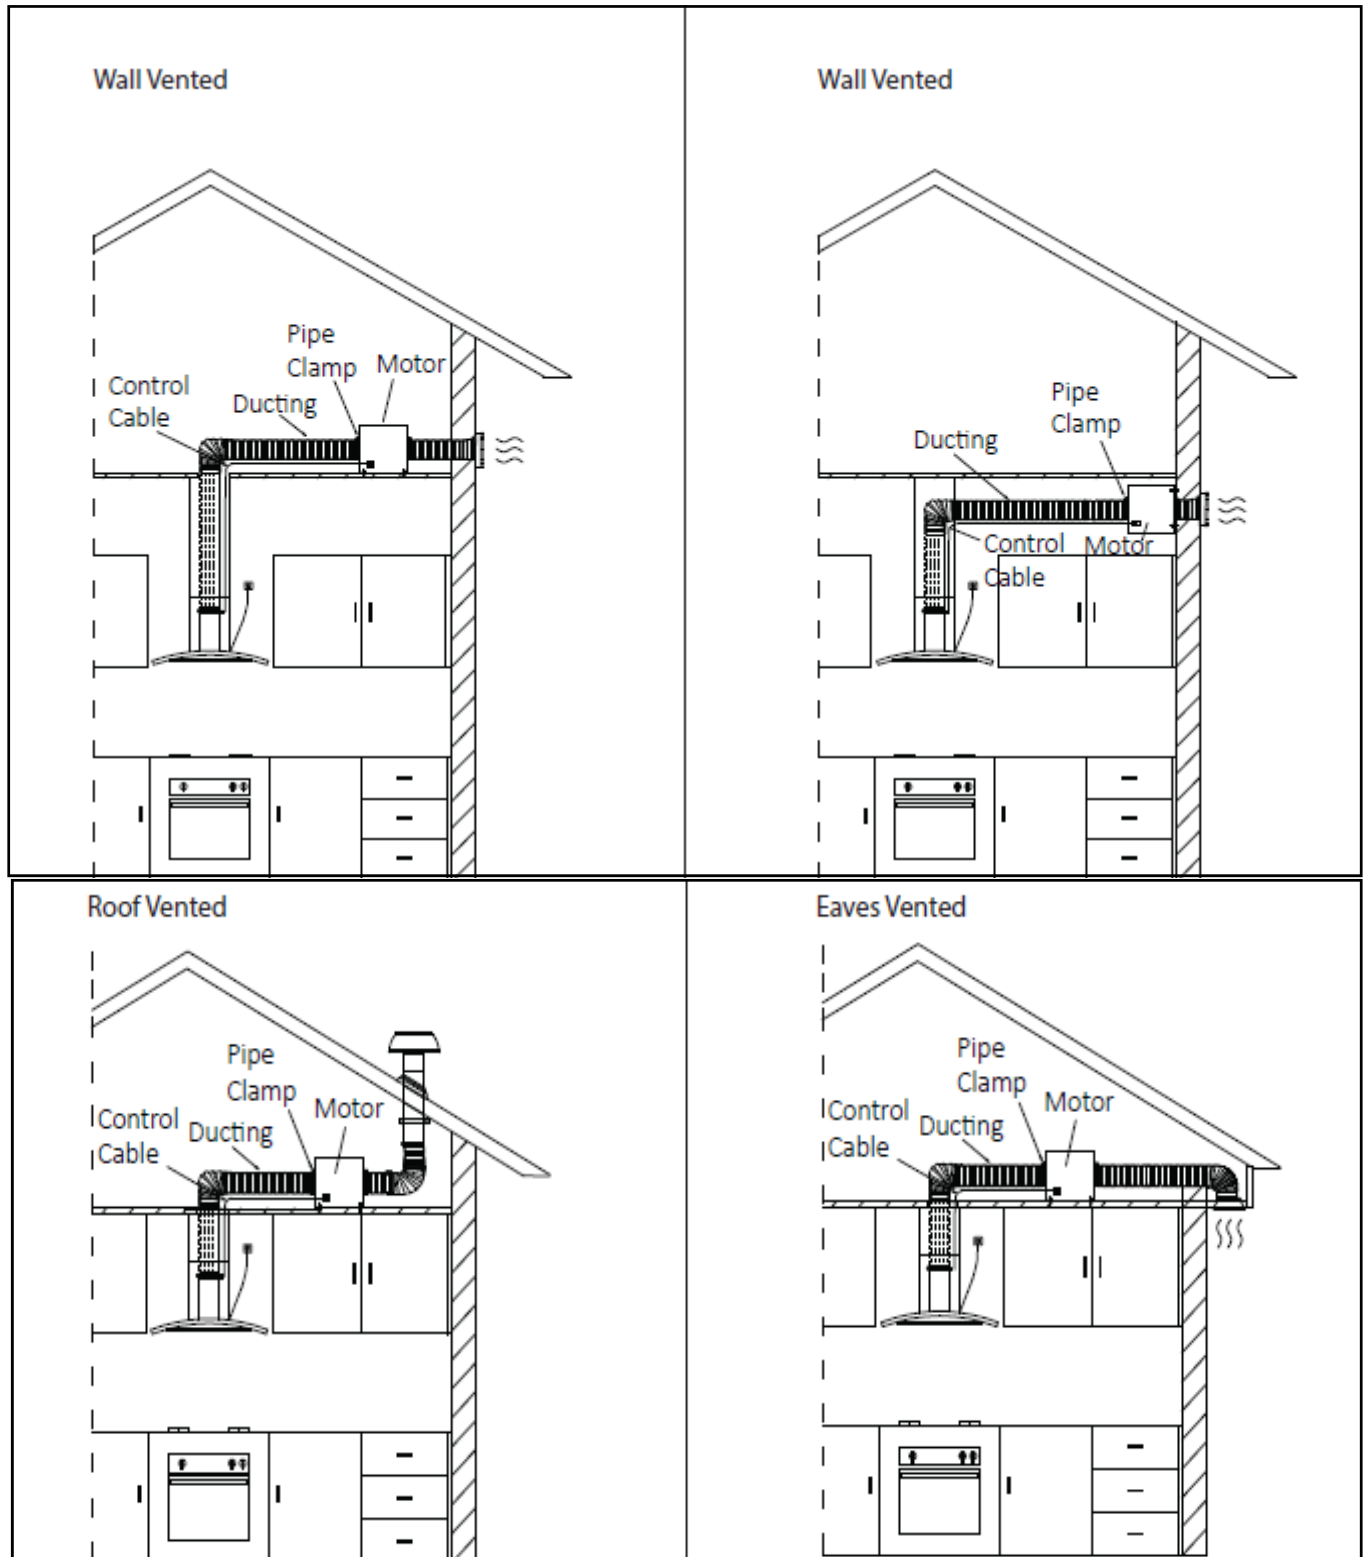 Wall Vented
Pipe
Clamp
Motor
Control
Cable
Ducting
Wall Vented
Pipe
Clamp
Ducting
Control
Cable
Motor
Roof Vented
Pipe
Clamp
Motor
Control
Cable
Ducting
Eaves Vented
Pipe
Clamp
Motor
Control
Cable
Ducting